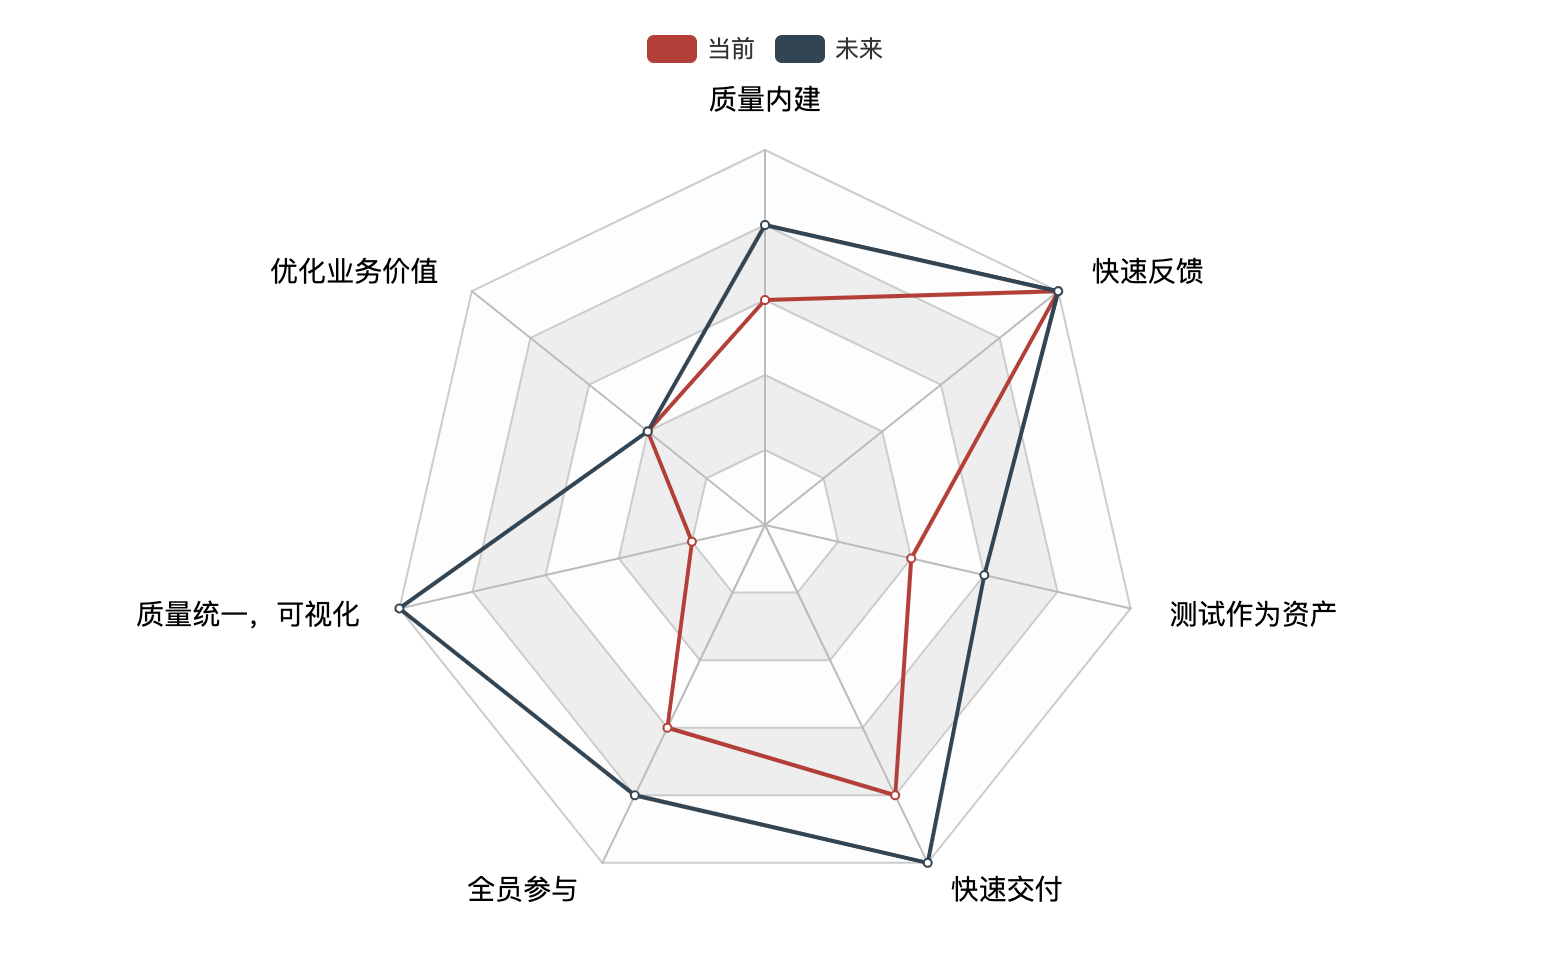 当前 未来
质量内建
优化业务价值
快速反馈
质量统一，可视化
测试作为资产
全员参与
快速交付